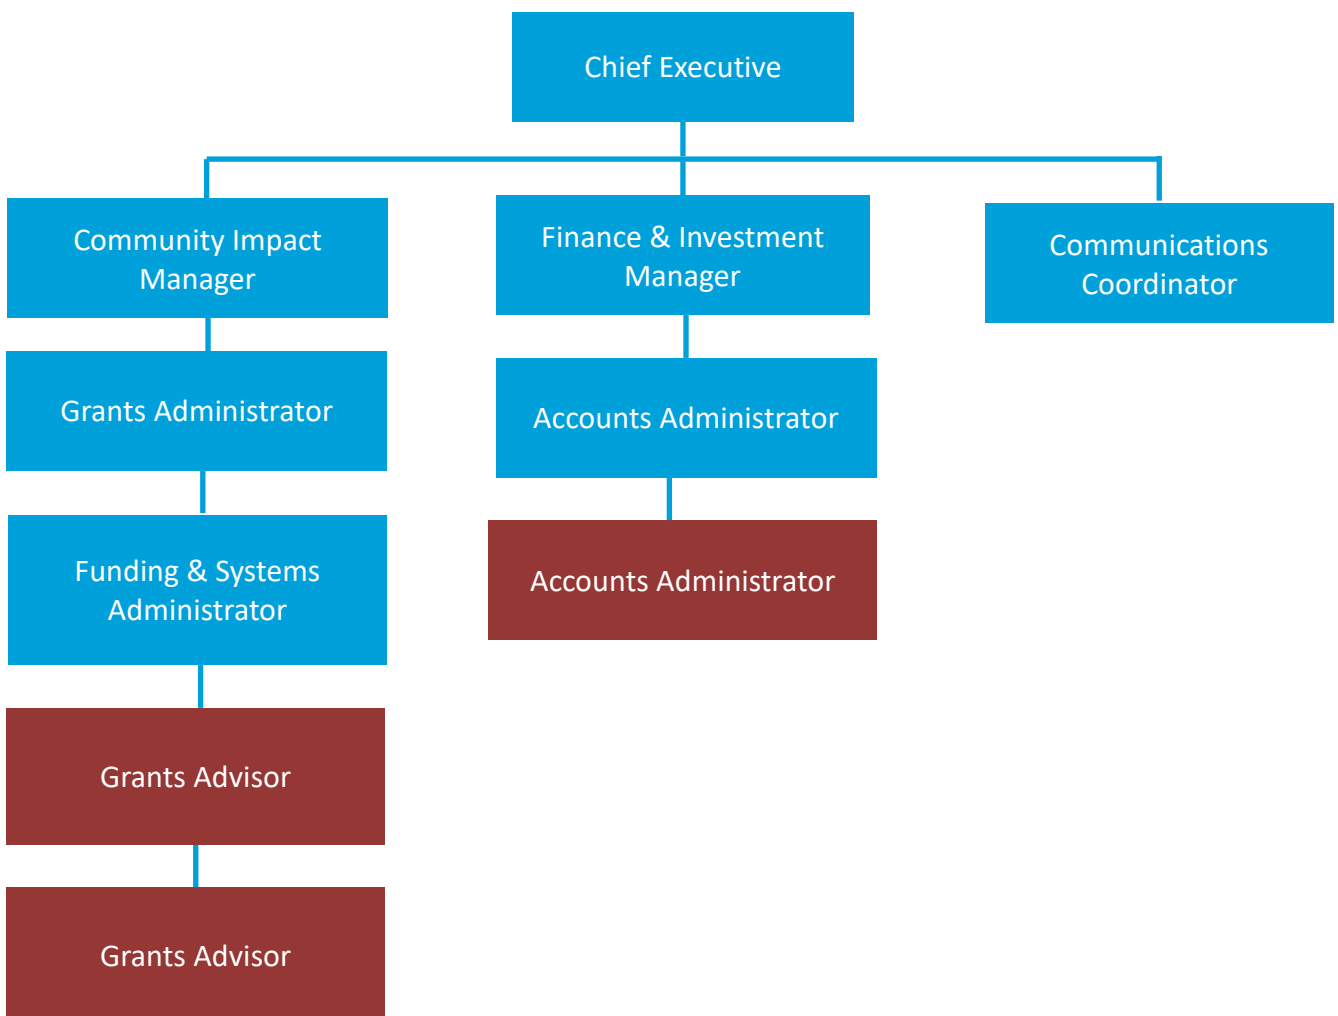 Chief Executive
Community Impact
Manager
Finance & Investment
Manager
Communications
Coordinator
Grants Administrator
Accounts Administrator
Funding & Systems
Administrator
Accounts Administrator
Grants Advisor
Grants Advisor